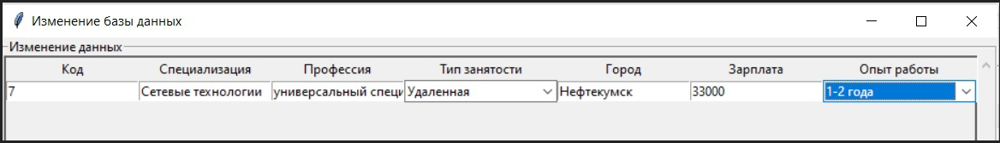 Изменение базы данных
Изменение данных
Код Специализация Профессия Тип занятости Город Зарплата Опыт работы
7 Сетевые технологии универсальный специ Удаленная Нефтекумск 33000 1-2 года